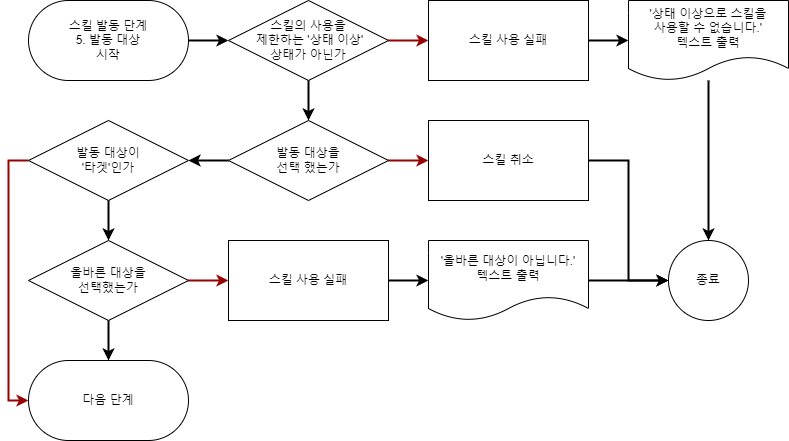 스킬 발동 단계
5. 발동 대상
시작
스킬의 사용을
제한하는 '상태 이상'
상태가 아닌가
스킬 사용 실패
'상태 이상으로 스킬을
사용할 수 없습니다.'
텍스트 출력
발동 대상이
'타겟'인가
발동 대상을
선택 했는가
스킬 취소
올바른 대상을
선택했는가
스킬 사용 실패
'올바른 대상이 아닙니다.'
텍스트 출력
종료
다음 단계